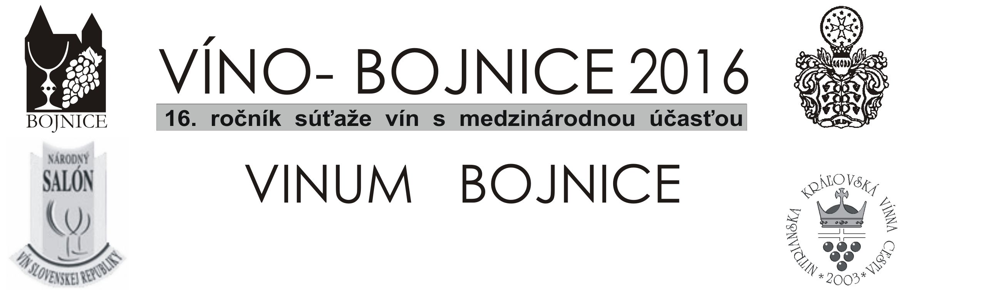 VÍNO- BOJNICE 2016
16. ročník súťaže vín s medzinárodnou účasťou
BOJNICE
NÁRODNÝ
SALÓN
VÍN SLOVENSKEJ REPUBLIKY
VINUM BOJNICE
NITRIANSKA KRÁĽOVSKÁ VÍNNA CESTA
* 2003 *